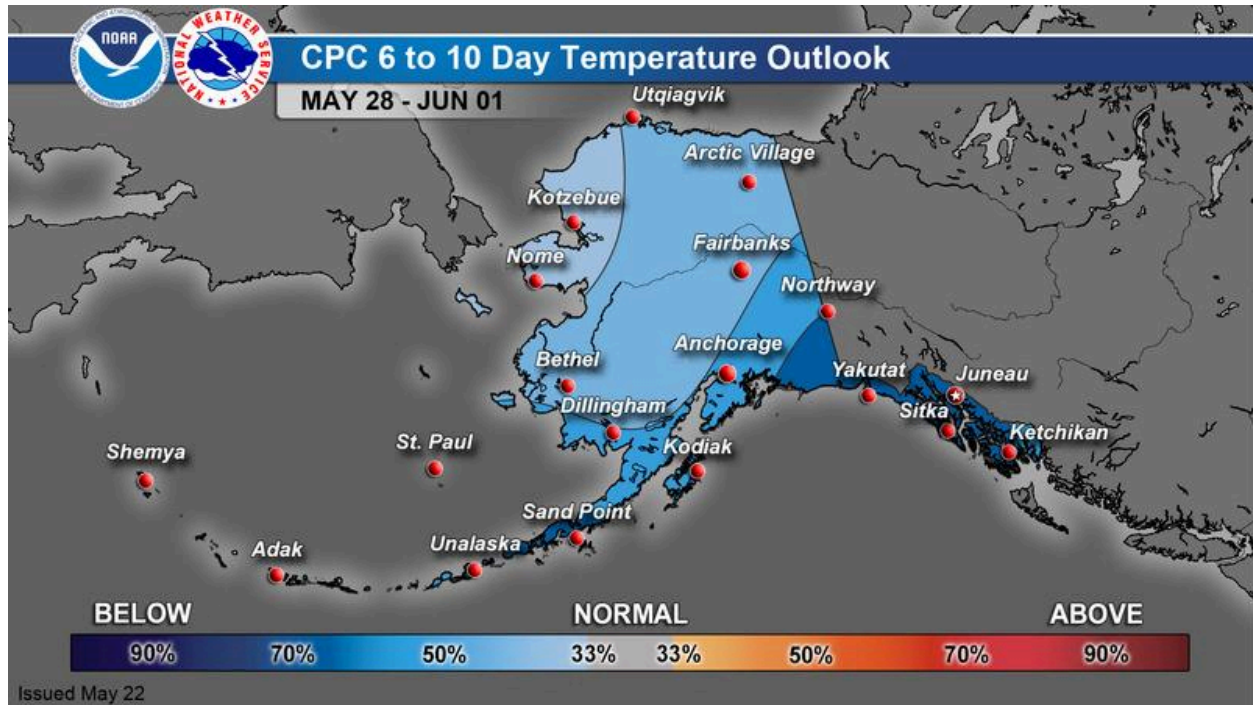 NOAA
NATIONAL WEATHER SERVICE
CPC 6 to 10 Day Temperature Outlook
MAY 28 - JUN 01
Utqiagvik
Arctic Village
Kotzebue
Fairbanks
Nome
Northway
Anchorage
Bethel
Yakutat
Juneau
Dillingham
Sitka
Ketchikan
St. Paul
Kodiak
Shemya
Sand Point
Unalaska
Adak
BELOW NORMAL ABOVE
90% 70% 50% 33% 33% 50% 70% 90%
Issued May 22